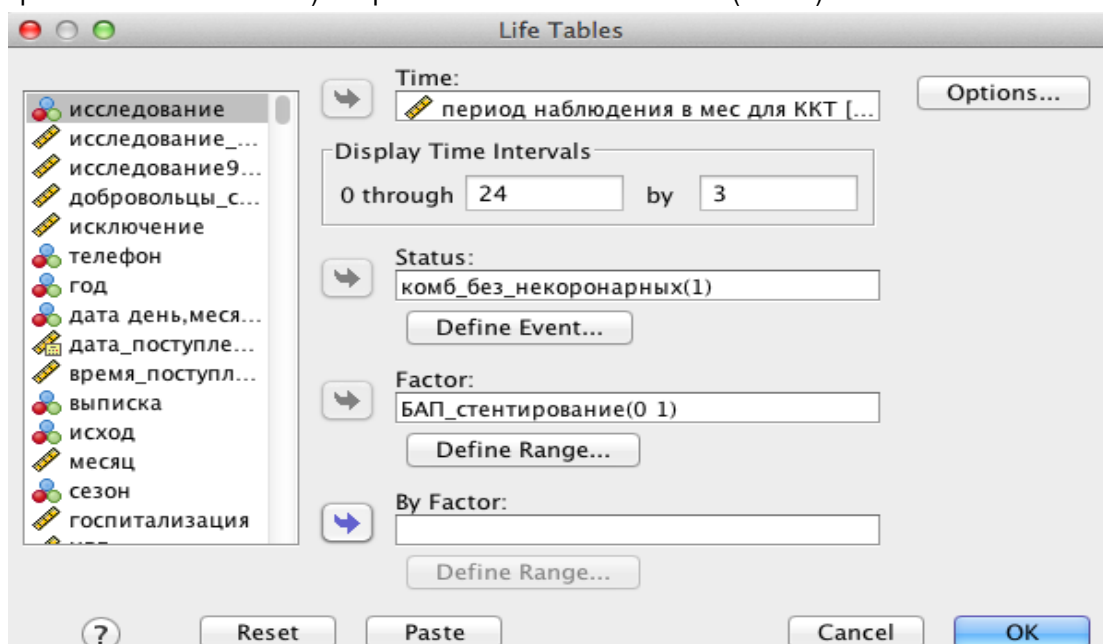 Life Tables
исследование
исследование_...
исследование9...
добровольцы_с...
исключение
телефон
год
дата день,меся...
дата_поступле...
время_поступл...
выписка
исход
месяц
сезон
госпитализация
Time:
период наблюдения в мес для ККТ [...
Display Time Intervals
0 through 24 by 3
Status:
комб_без_некоронарных(1)
Define Event...
Factor:
БАП_стентирование(0 1)
Define Range...
By Factor:
Define Range...
Options...
? Reset Paste Cancel OK